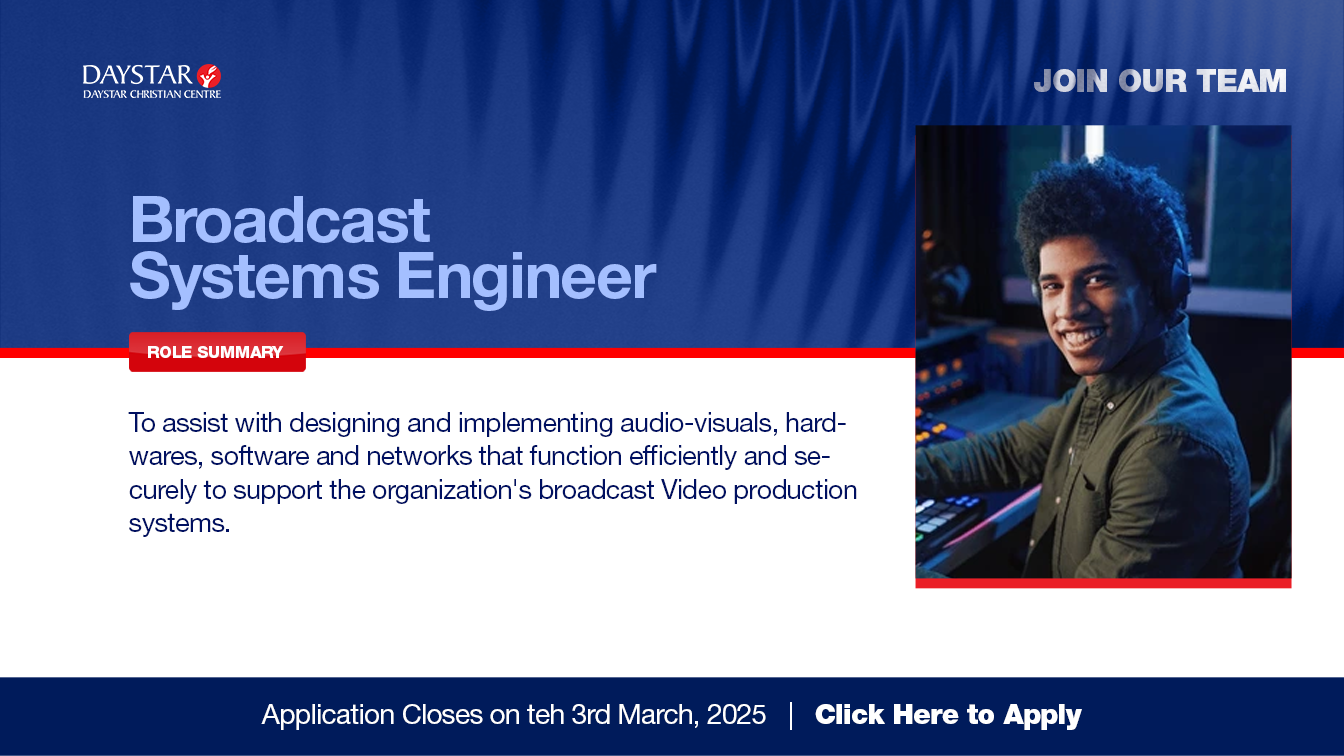 DAYSTAR
DAYSTAR CHRISTIAN CENTRE
JOIN OUR TEAM
Broadcast
Systems Engineer
ROLE SUMMARY
To assist with designing and implementing audio-visuals, hard-
wares, software and networks that function efficiently and se-
curely to support the organization's broadcast Video production
systems.
Application Closes on teh 3rd March, 2025 | Click Here to Apply